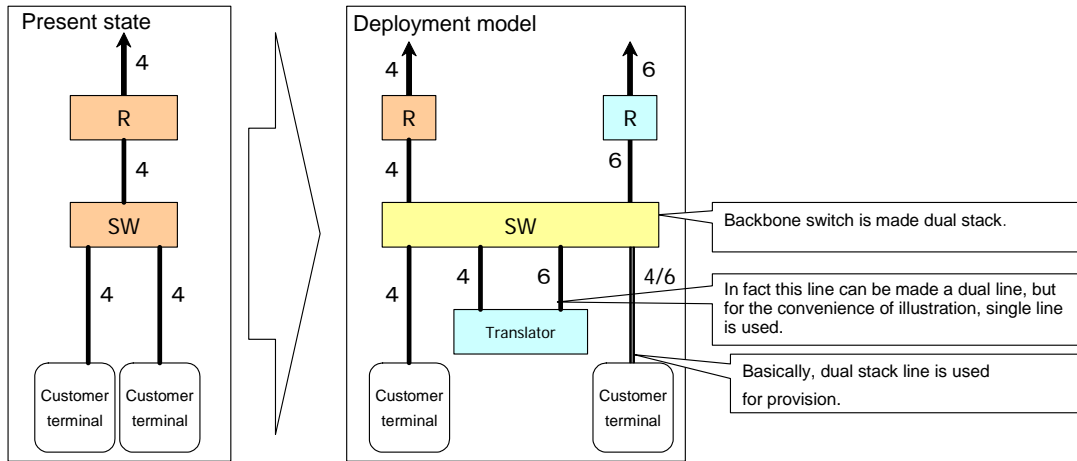 Present state
4
R
4
SW
4
4
Customer
terminal
Customer
terminal
Deployment model
4
6
R
R
4
6
SW
4
4
6
4/6
Translator
Customer
terminal
Customer
terminal
Backbone switch is made dual stack.
In fact this line can be made a dual line, but
for the convenience of illustration, single line
is used.
Basically, dual stack line is used
for provision.